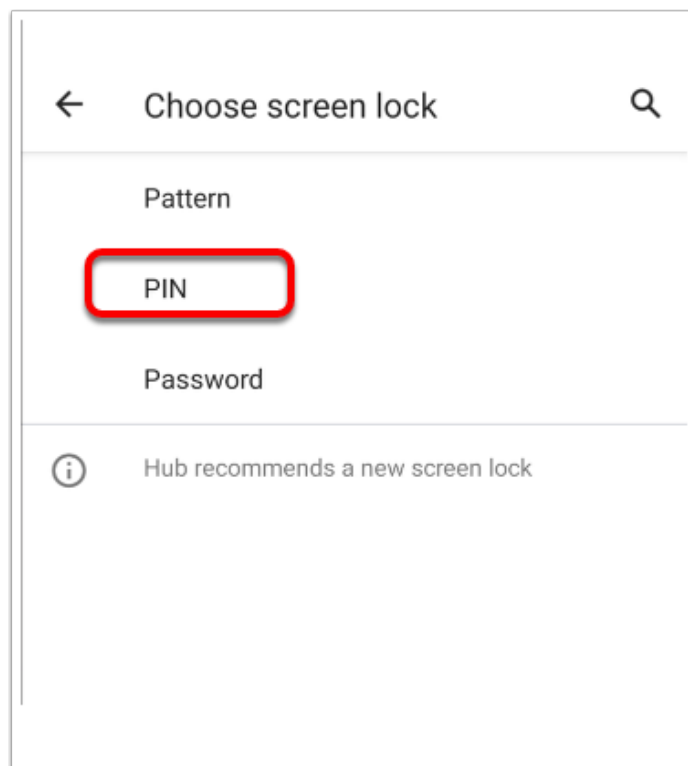 Choose screen lock
Pattern
PIN
Password
Hub recommends a new screen lock